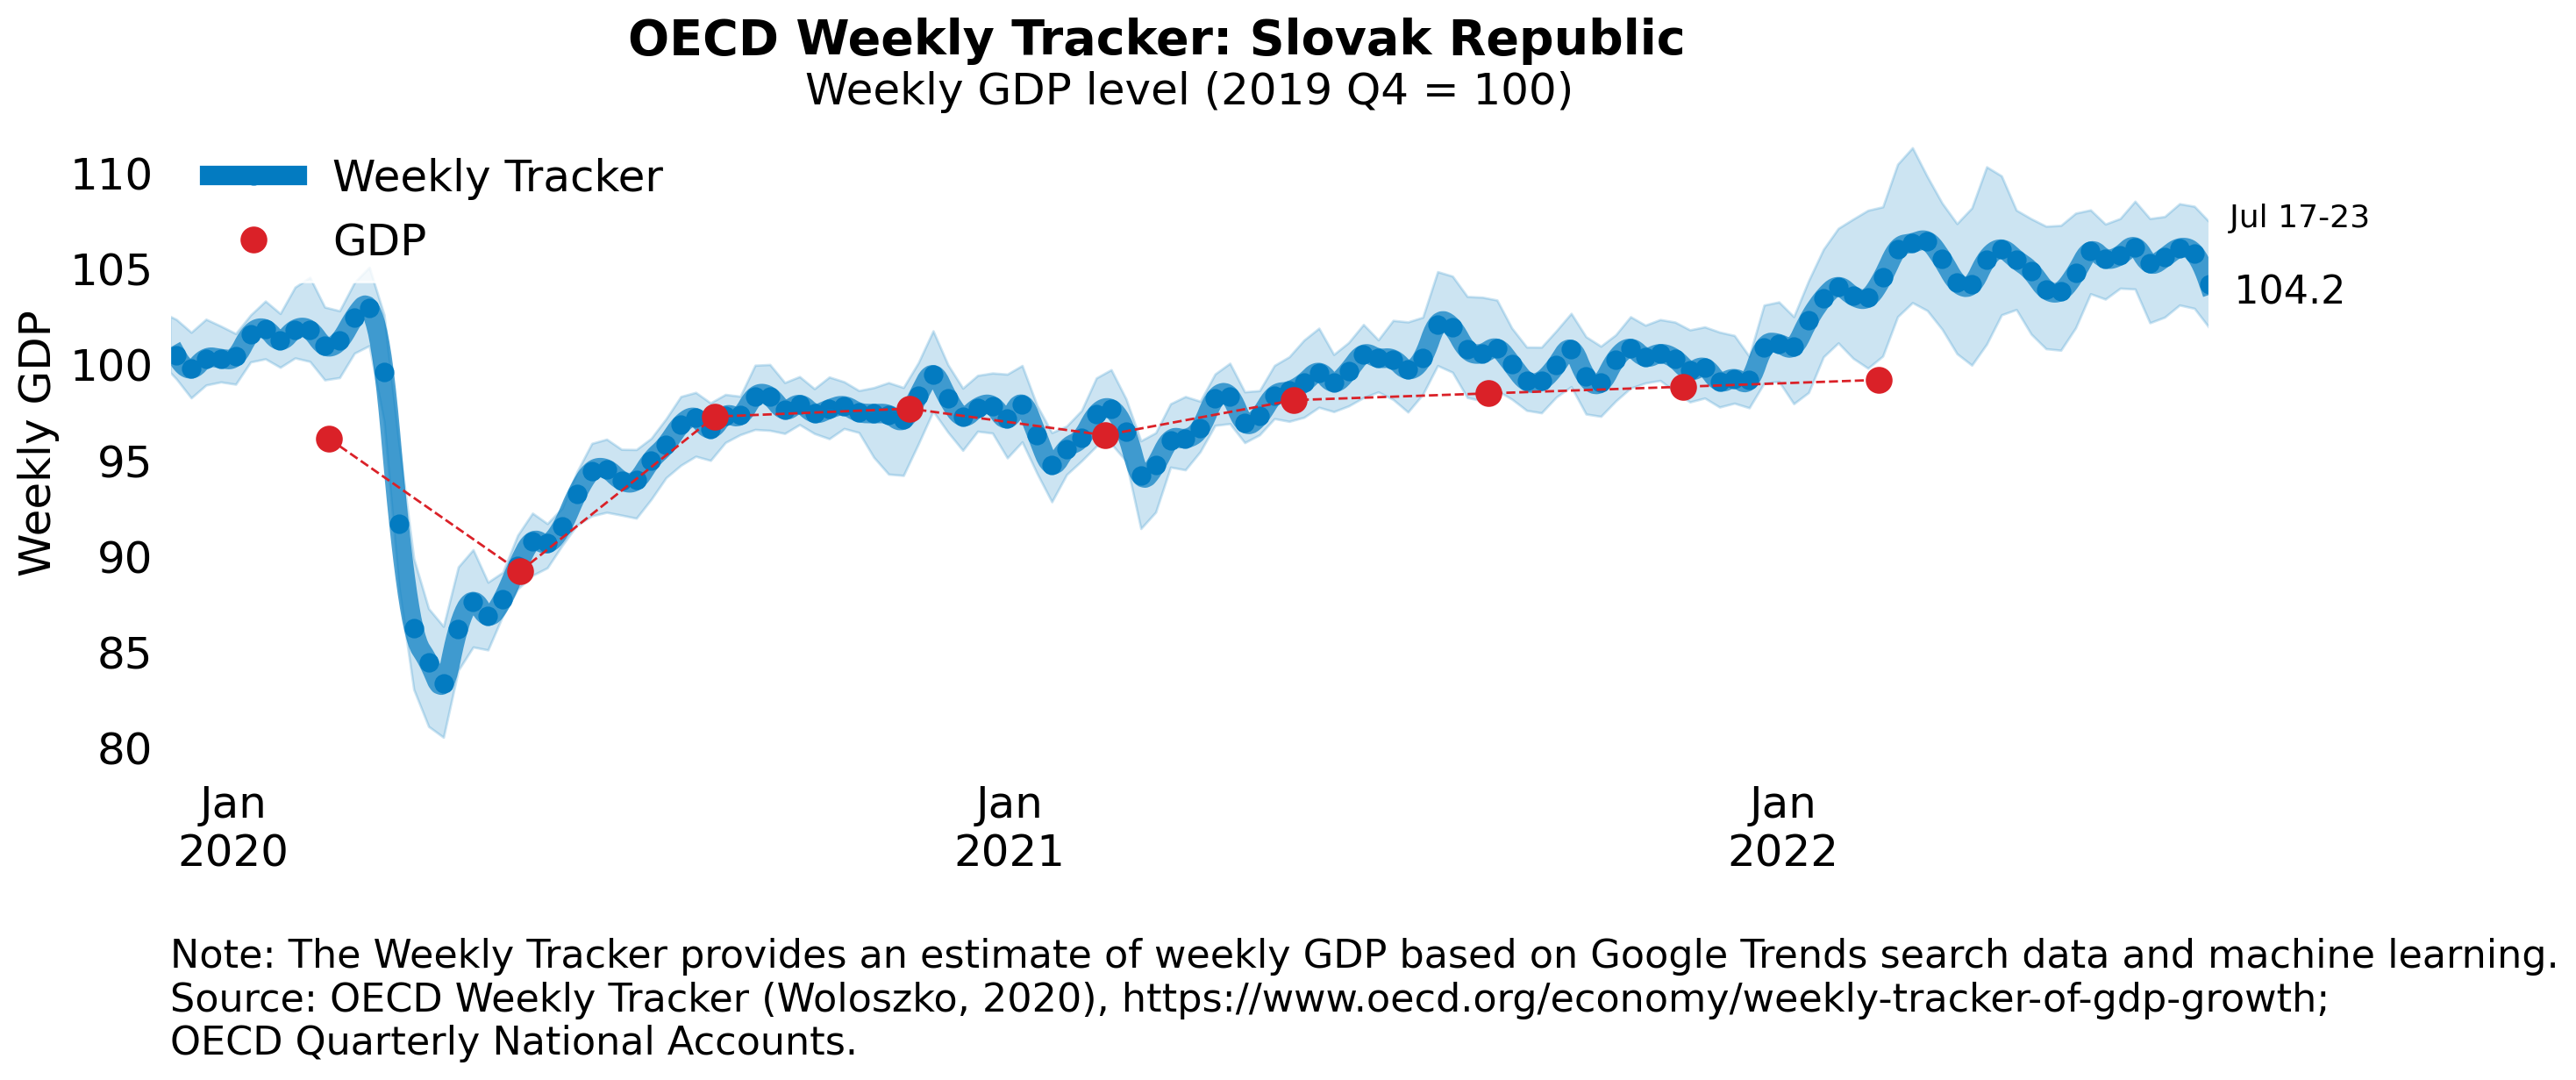 OECD Weekly Tracker: Slovak Republic
Weekly GDP level (2019 Q4 = 100)
Weekly Tracker
GDP
Weekly GDP
110
105
100
95
90
85
80
Jul 17-23
104.2
Jan
2020
Jan
2021
Jan
2022
Note: The Weekly Tracker provides an estimate of weekly GDP based on Google Trends search data and machine learning.
Source: OECD Weekly Tracker (Woloszko, 2020), https://www.oecd.org/economy/weekly-tracker-of-gdp-growth;
OECD Quarterly National Accounts.